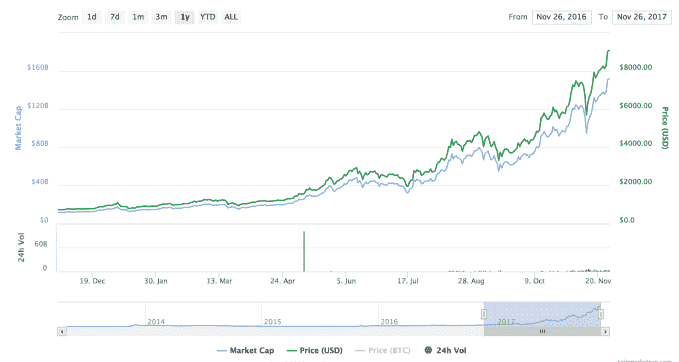 Zoom 1d 7d 1m 3m 1y YTD ALL From Nov 26, 2016 To Nov 26, 2017
$160B $8000.00
$120B $6000.00
Market Cap Price (USD)
$80B $4000.00
$40B $2000.00
$0 $0.0
24h Vol
60B
0
19. Dec 30. Jan 13. Mar 24. Apr 5. Jun 17. Jul 28. Aug 9. Oct 20. Nov
2014 2015 2016 2017
Market Cap Price (USD) Price (BTC) 24h Vol